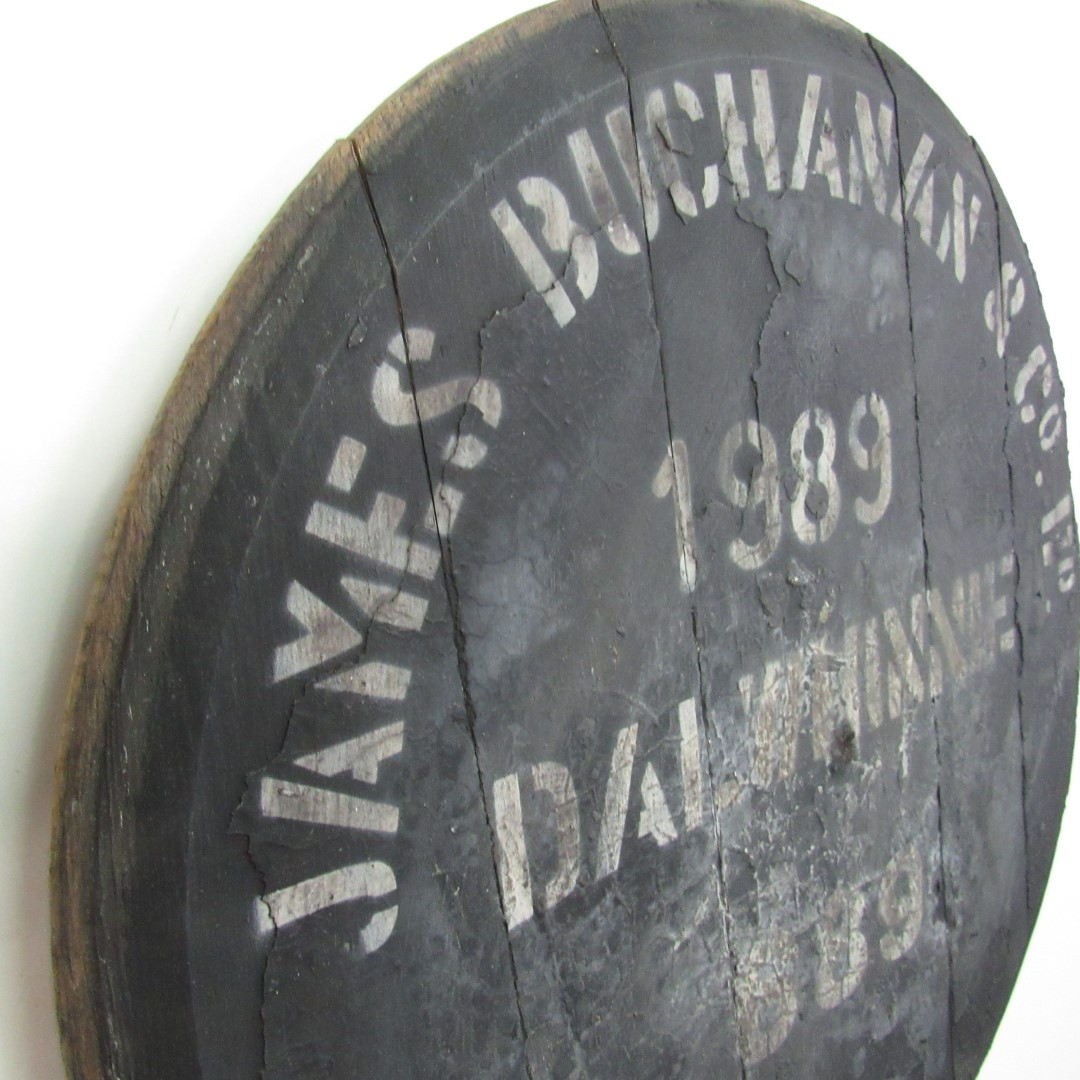 JAMES BUCHANAN & Co. LTD.
1989
DALWHINNIE